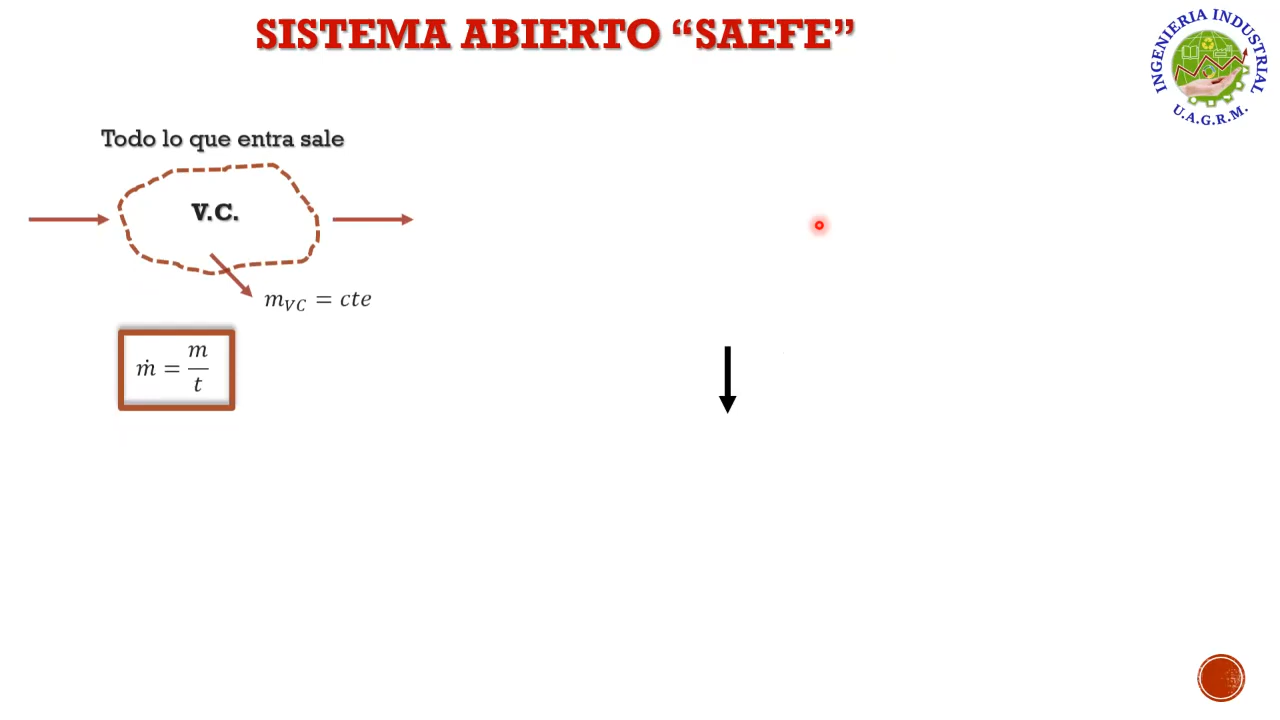 SISTEMA ABIERTO “SAEFE”
INGENIERIA INDUSTRIAL
U.A.G.R.M.
Todo lo que entra sale
V.C.
m_VC = cte
ṁ = m/t